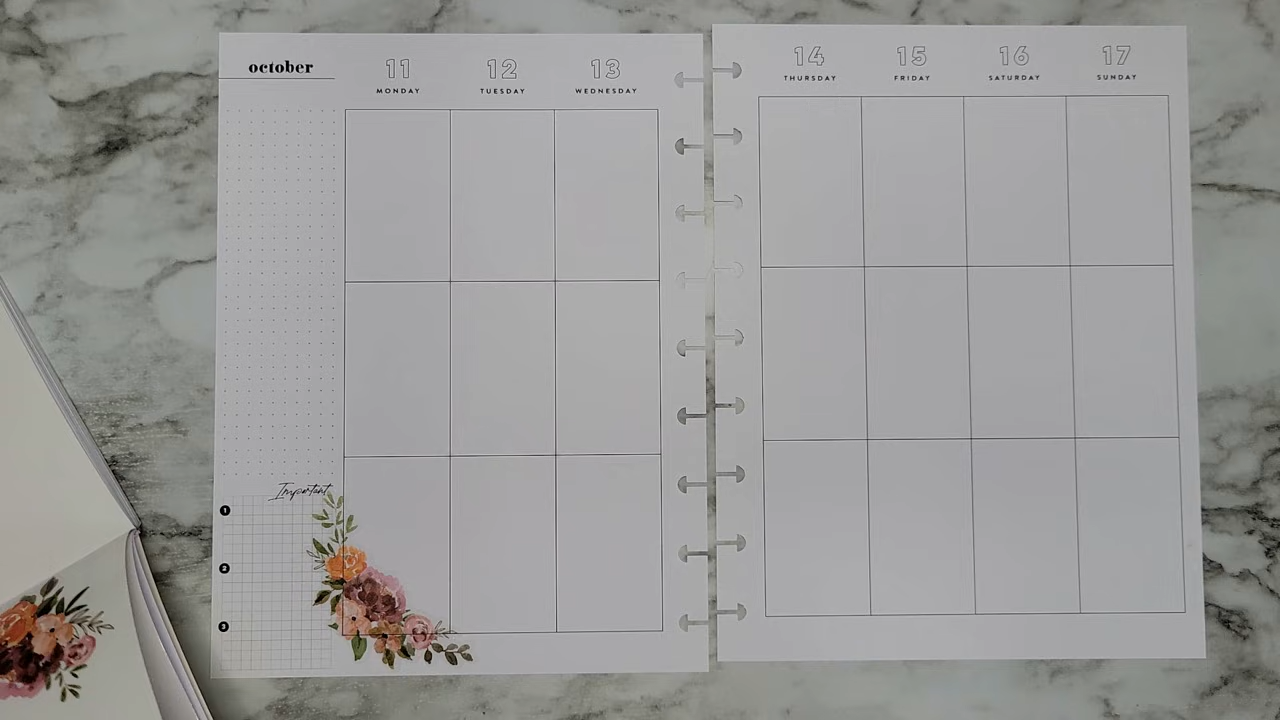 october
11 12 13
MONDAY TUESDAY WEDNESDAY
14 15 16 17
THURSDAY FRIDAY SATURDAY SUNDAY
Important
1
2
3